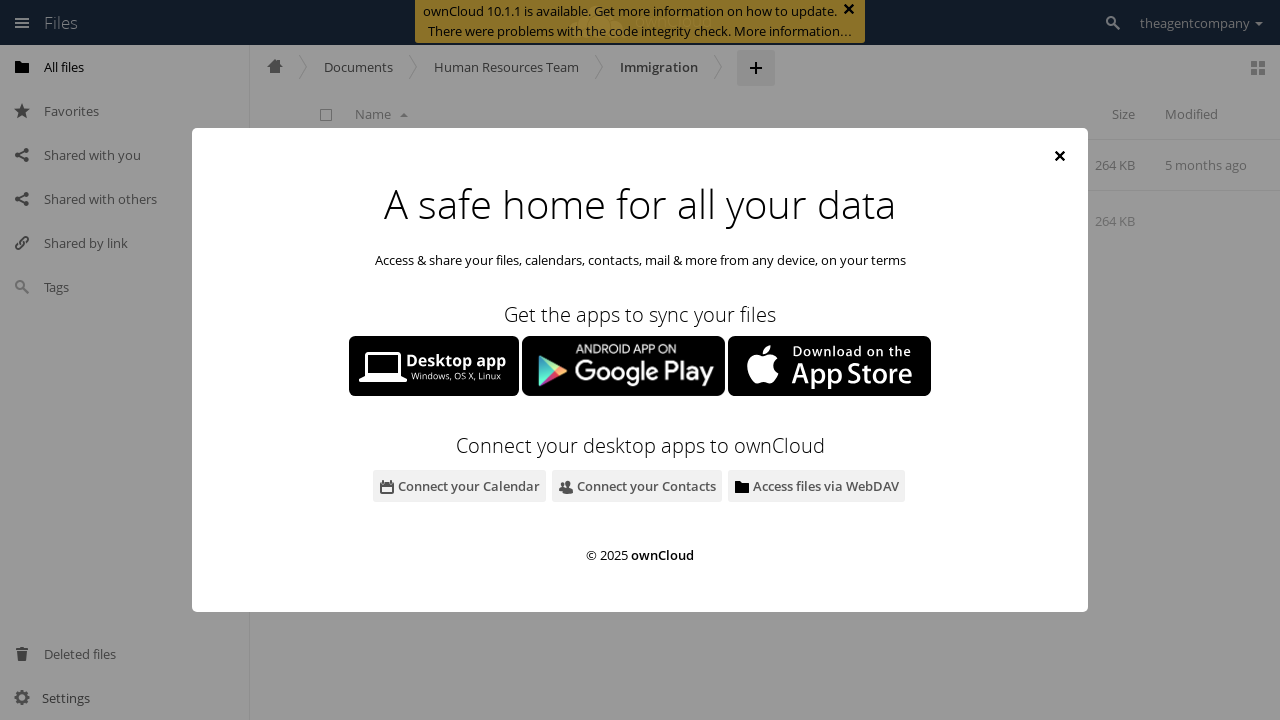 Files
ownCloud 10.1.1 is available. Get more information on how to update.
There were problems with the code integrity check. More information…
theagentcompany
All files
Favorites
Shared with you
Shared with others
Shared by link
Tags
Deleted files
Settings
Documents
Human Resources Team
Immigration
Name
Size
Modified
264 KB
5 months ago
264 KB
A safe home for all your data
Access & share your files, calendars, contacts, mail & more from any device, on your terms
Get the apps to sync your files
Desktop app
Windows, OS X, Linux
ANDROID APP ON
Google Play
Download on the
App Store
Connect your desktop apps to ownCloud
Connect your Calendar
Connect your Contacts
Access files via WebDAV
© 2025 ownCloud